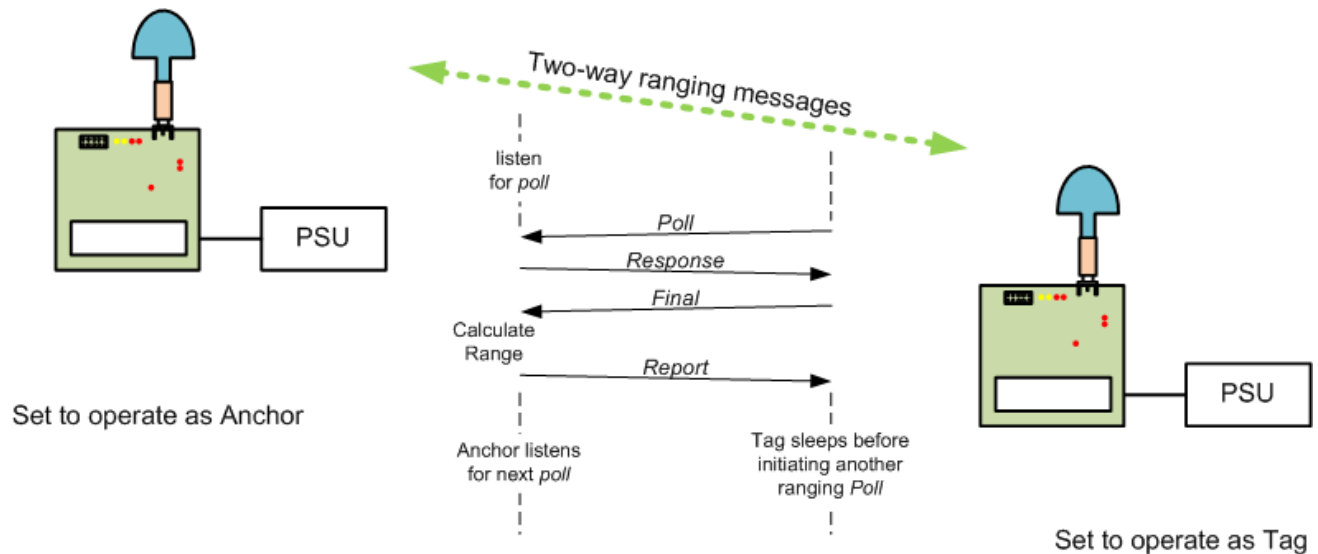 Two-way ranging messages
listen
for poll
PSU
Poll
Response
Final
Calculate
Range
Report
PSU
Set to operate as Anchor
Anchor listens
for next poll
Tag sleeps before
initiating another
ranging Poll
Set to operate as Tag